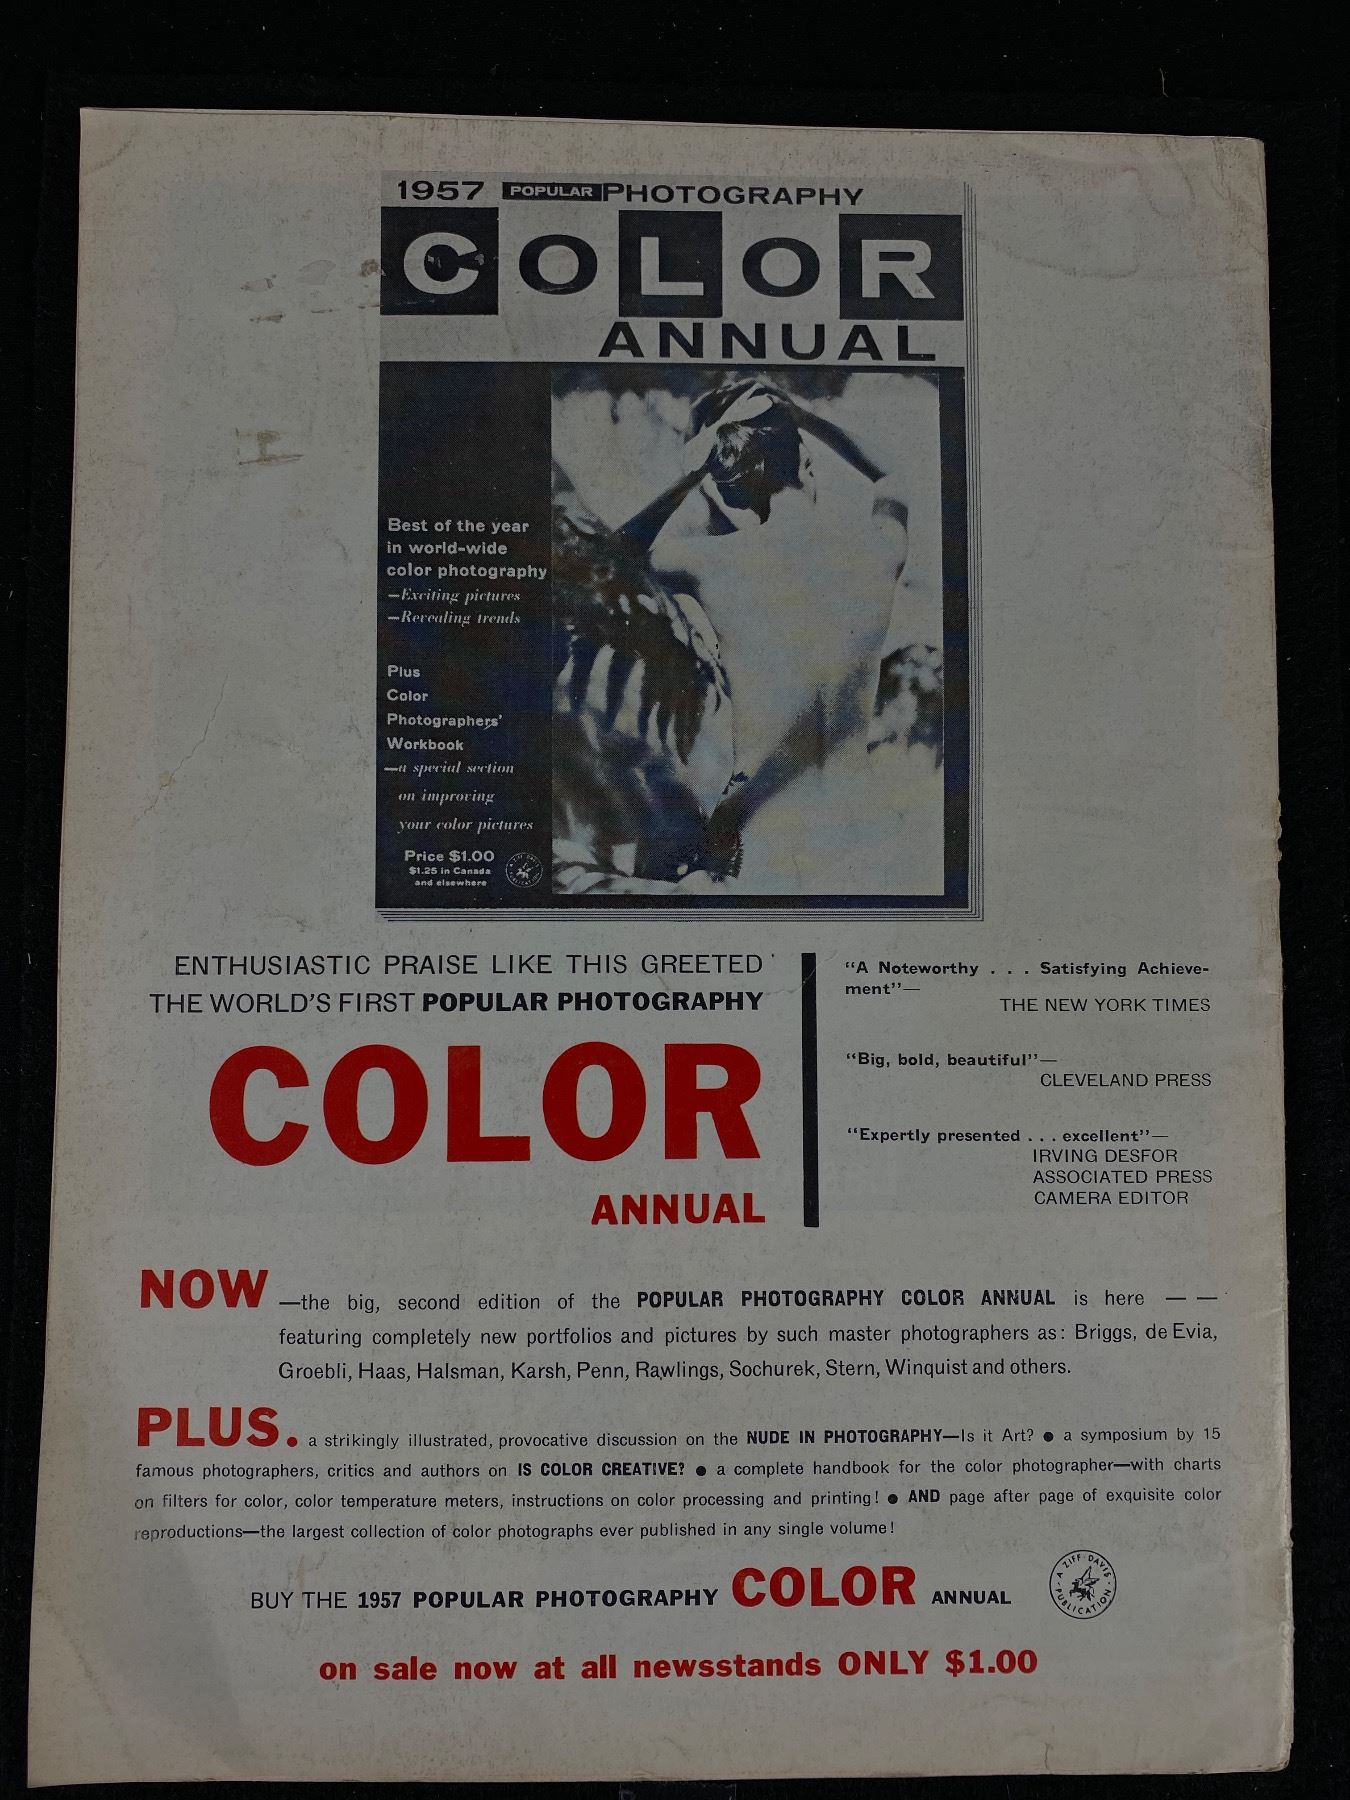 1957 POPULAR PHOTOGRAPHY
COLOR
ANNUAL
Best of the year
in world-wide
color photography
—Exciting pictures
—Revealing trends
Plus
Color
Photographers'
Workbook
—a special section
on improving
your color pictures
Price $1.00
$1.25 in Canada
and elsewhere
A ZIFF DAVIS PUBLICATION
ENTHUSIASTIC PRAISE LIKE THIS GREETED
THE WORLD'S FIRST POPULAR PHOTOGRAPHY
COLOR
ANNUAL
"A Noteworthy . . . Satisfying Achieve-
ment"—
THE NEW YORK TIMES
"Big, bold, beautiful"—
CLEVELAND PRESS
"Expertly presented . . . excellent"—
IRVING DESFOR
ASSOCIATED PRESS
CAMERA EDITOR
NOW —the big, second edition of the POPULAR PHOTOGRAPHY COLOR ANNUAL is here — —
featuring completely new portfolios and pictures by such master photographers as: Briggs, de Evia,
Groebli, Haas, Halsman, Karsh, Penn, Rawlings, Sochurek, Stern, Winquist and others.
PLUS. a strikingly illustrated, provocative discussion on the NUDE IN PHOTOGRAPHY—Is it Art? ● a symposium by 15
famous photographers, critics and authors on IS COLOR CREATIVE? ● a complete handbook for the color photographer—with charts
on filters for color, color temperature meters, instructions on color processing and printing! ● AND page after page of exquisite color
reproductions—the largest collection of color photographs ever published in any single volume!
BUY THE 1957 POPULAR PHOTOGRAPHY COLOR ANNUAL
A ZIFF DAVIS PUBLICATION
on sale now at all newsstands ONLY $1.00